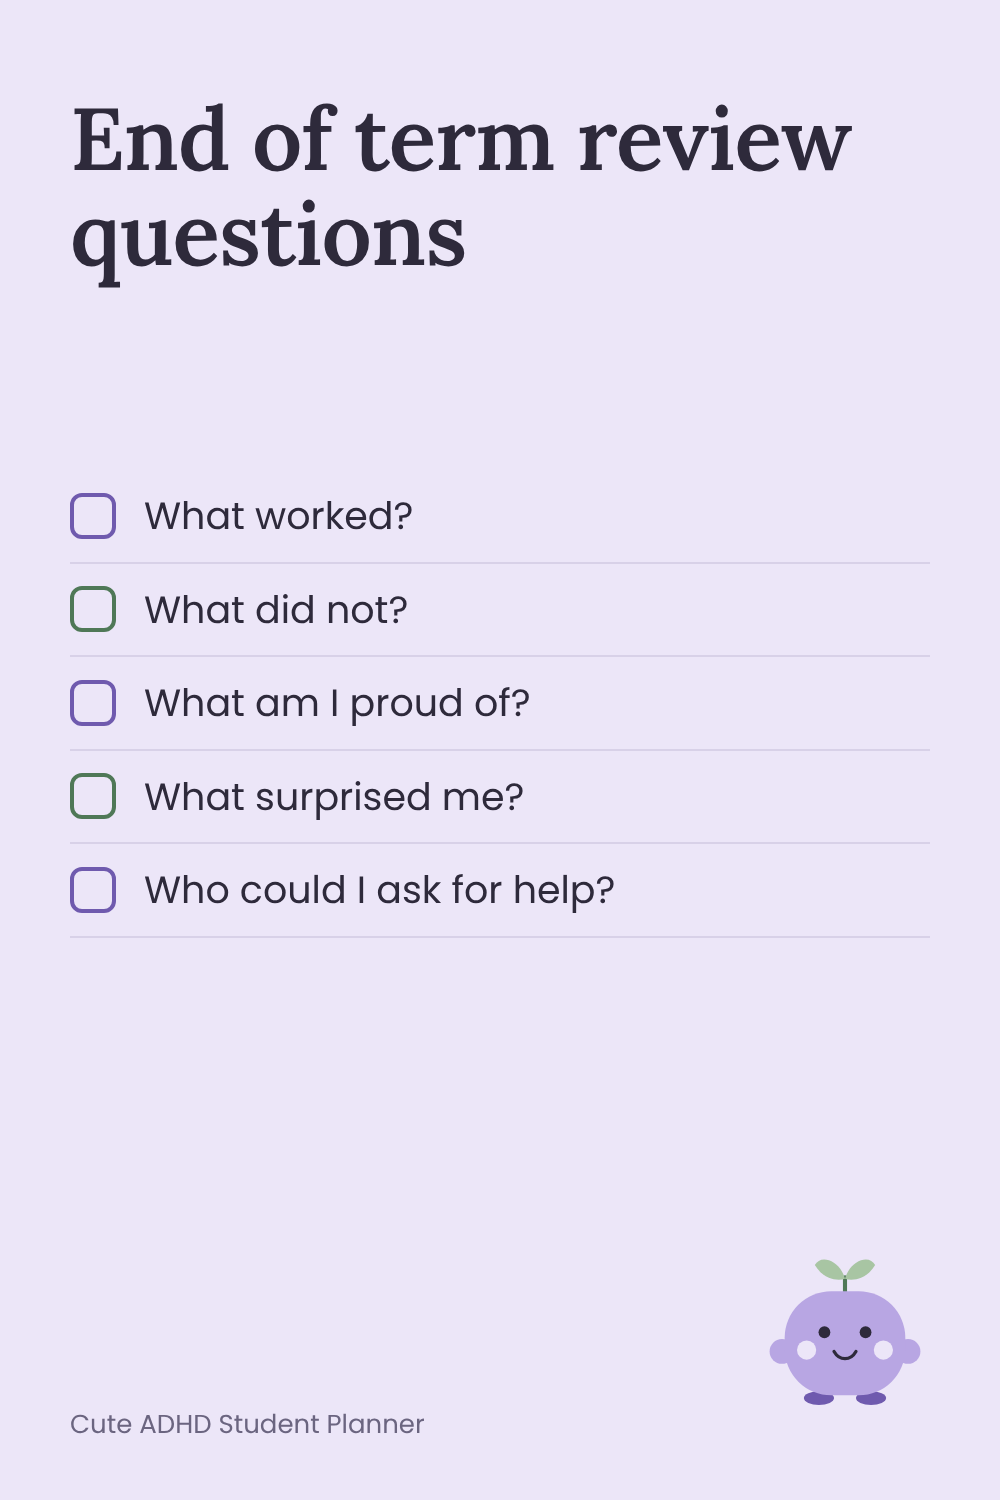 End of term review
questions
What worked?
What did not?
What am I proud of?
What surprised me?
Who could I ask for help?
Cute ADHD Student Planner